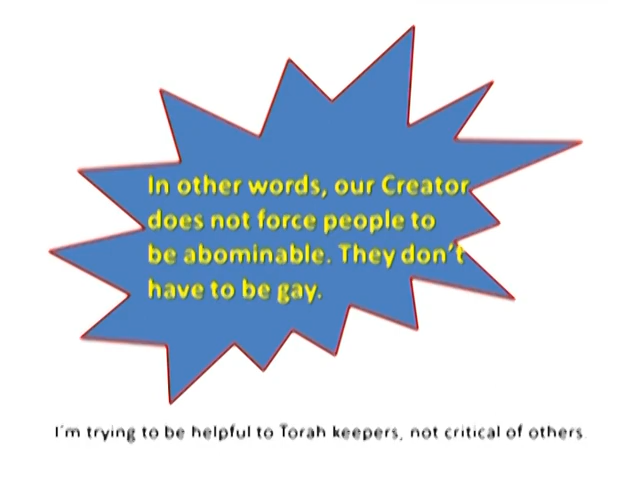 In other words, our Creator
does not force people to
be abominable. They don't
have to be gay.
I'm trying to be helpful to Torah keepers, not critical of others